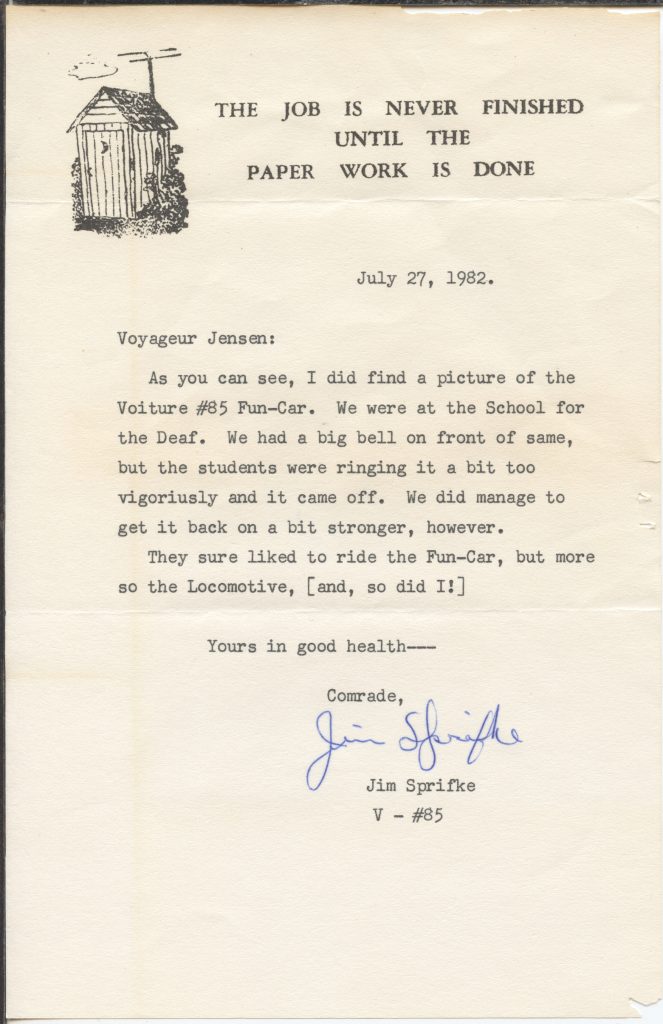 THE JOB IS NEVER FINISHED
UNTIL THE
PAPER WORK IS DONE
July 27, 1982.
Voyageur Jensen:
As you can see, I did find a picture of the
Voiture #85 Fun-Car. We were at the School for
the Deaf. We had a big bell on front of same,
but the students were ringing it a bit too
vigoriusly and it came off. We did manage to
get it back on a bit stronger, however.
They sure liked to ride the Fun-Car, but more
so the Locomotive, [and, so did I!]
Yours in good health---
Comrade,
Jim Sprifke
Jim Sprifke
V - #85